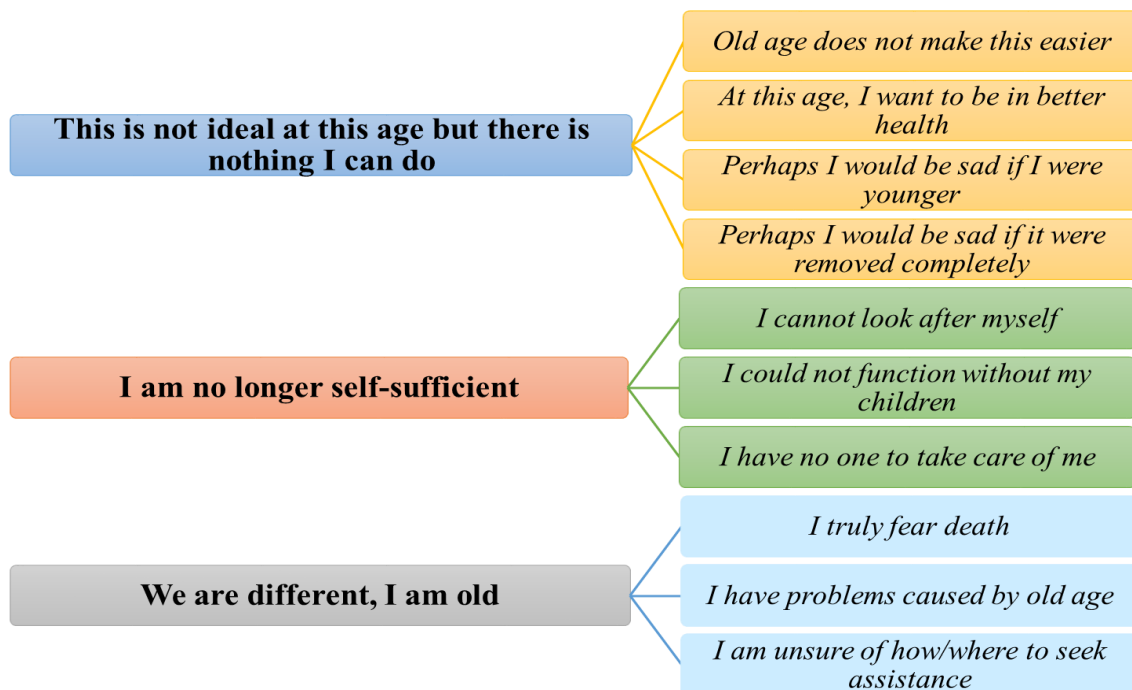 This is not ideal at this age but there is
nothing I can do
Old age does not make this easier
At this age, I want to be in better
health
Perhaps I would be sad if I were
younger
Perhaps I would be sad if it were
removed completely
I am no longer self-sufficient
I cannot look after myself
I could not function without my
children
I have no one to take care of me
We are different, I am old
I truly fear death
I have problems caused by old age
I am unsure of how/where to seek
assistance